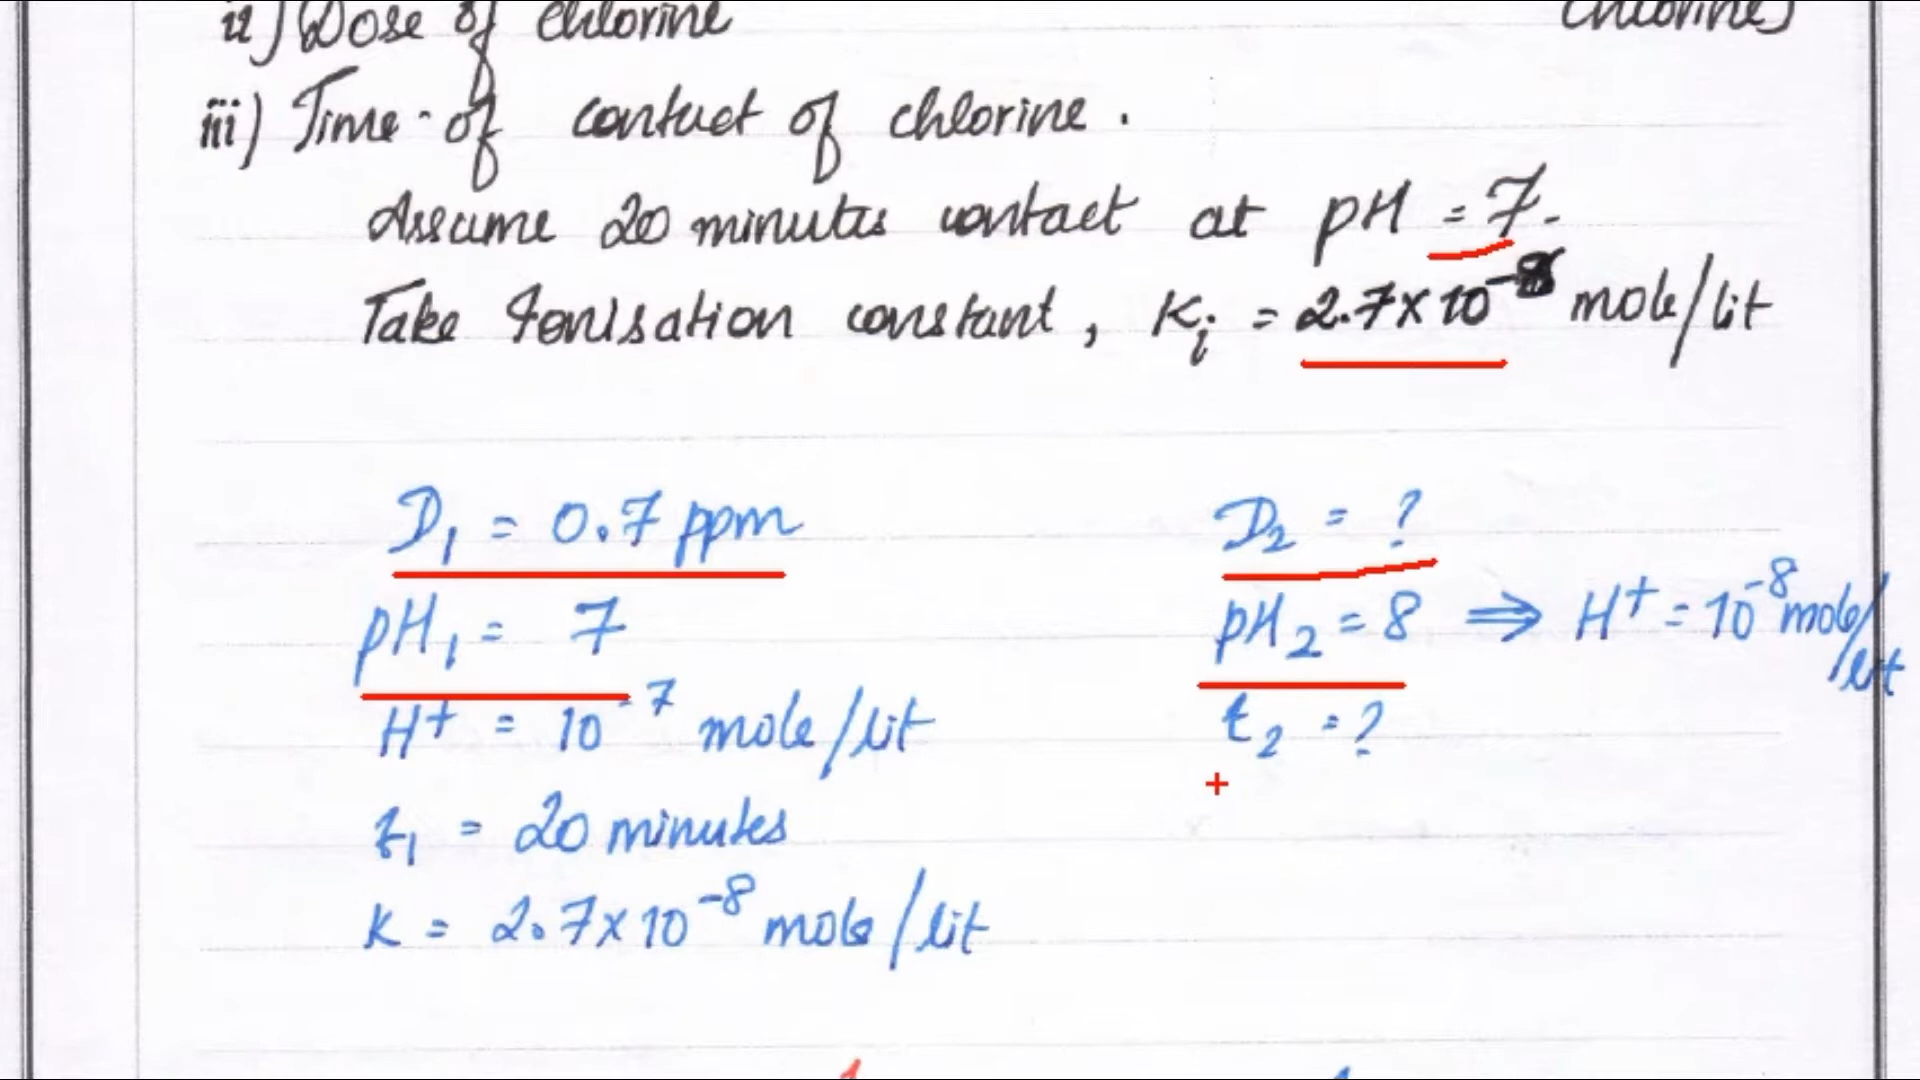 ii) Dose of chlorine
chlorine)
iii) Time of contact of chlorine.
Assume 20 minutes contact at pH = 7.
Take Ionisation constant, Ki = 2.7×10⁻⁸ mole/lit
D₁ = 0.7 ppm
D₂ = ?
pH₁ = 7
pH₂ = 8 ⇒ H⁺ = 10⁻⁸ mole/lit
H⁺ = 10⁻⁷ mole/lit
t₂ = ?
t₁ = 20 minutes
K = 2.7×10⁻⁸ mole/lit